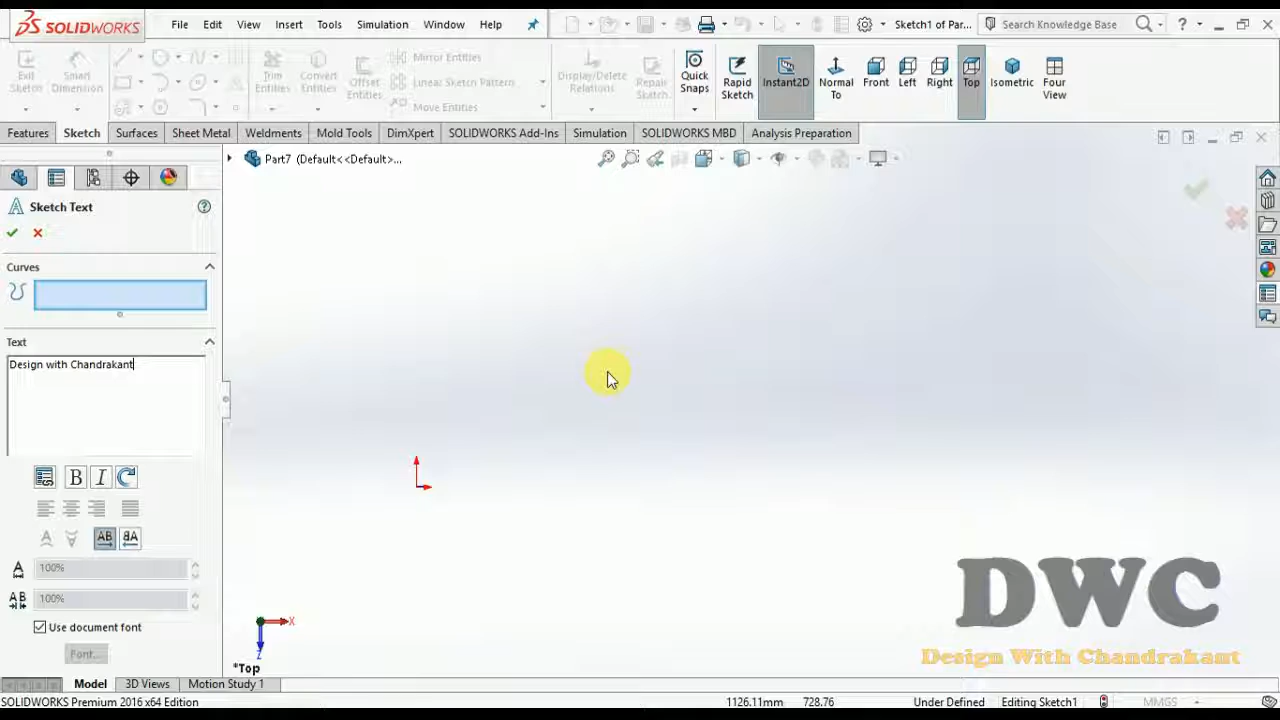 SOLIDWORKS File Edit View Insert Tools Simulation Window Help Sketch1 of Par... Search Knowledge Base ?
Exit Sketch Smart Dimension Trim Entities Convert Entities Offset Entities Mirror Entities Linear Sketch Pattern Move Entities Display/Delete Relations Repair Sketch Quick Snaps Rapid Sketch Instant2D Normal To Front Left Right Top Isometric Four View
Features Sketch Surfaces Sheet Metal Weldments Mold Tools DimXpert SOLIDWORKS Add-Ins Simulation SOLIDWORKS MBD Analysis Preparation
Part7 (Default<<Default>...
Sketch Text
Curves
Text
Design with Chandrakant
B I
AB
100%
AB 100%
Use document font
Font...
X
Z
*Top
DWC
Design With Chandrakant
Model 3D Views Motion Study 1
SOLIDWORKS Premium 2016 x64 Edition 1126.11mm 728.76 Under Defined Editing Sketch1 MMGS